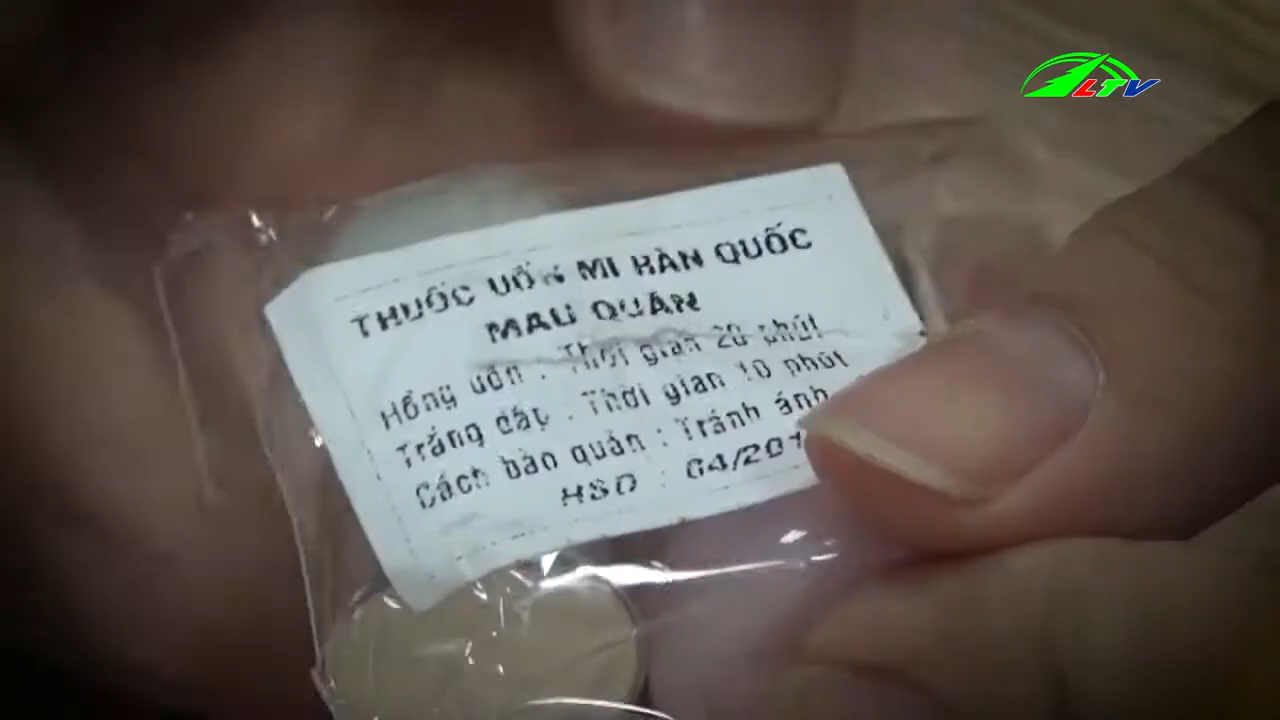 LTV
THUỐC UỐN MI HÀN QUỐC
MAU QUĂN
Hồng uốn : Thời gian 20 phút
Trắng dất : Thời gian 10 phút
Cách bảo quản : Tránh ánh
HSD : 04/201